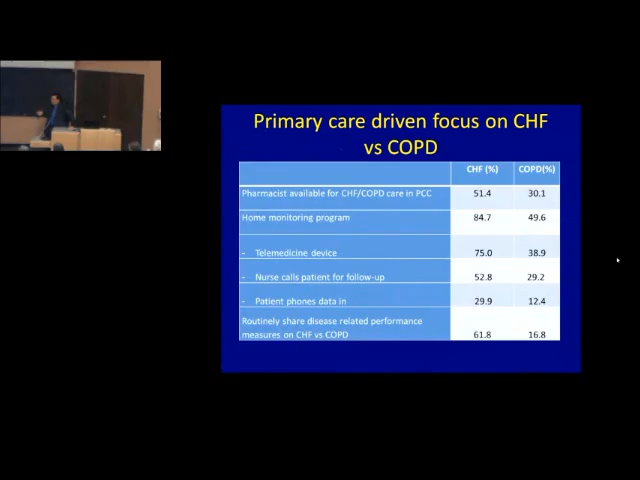 Primary care driven focus on CHF
vs COPD
CHF (%) COPD(%)
Pharmacist available for CHF/COPD care in PCC 51.4 30.1
Home monitoring program 84.7 49.6
- Telemedicine device 75.0 38.9
- Nurse calls patient for follow-up 52.8 29.2
- Patient phones data in 29.9 12.4
Routinely share disease related performance
measures on CHF vs COPD 61.8 16.8